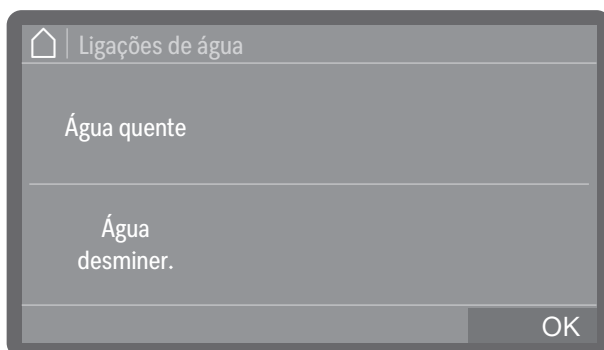 Ligações de água
Água quente
Água
desminer.
OK